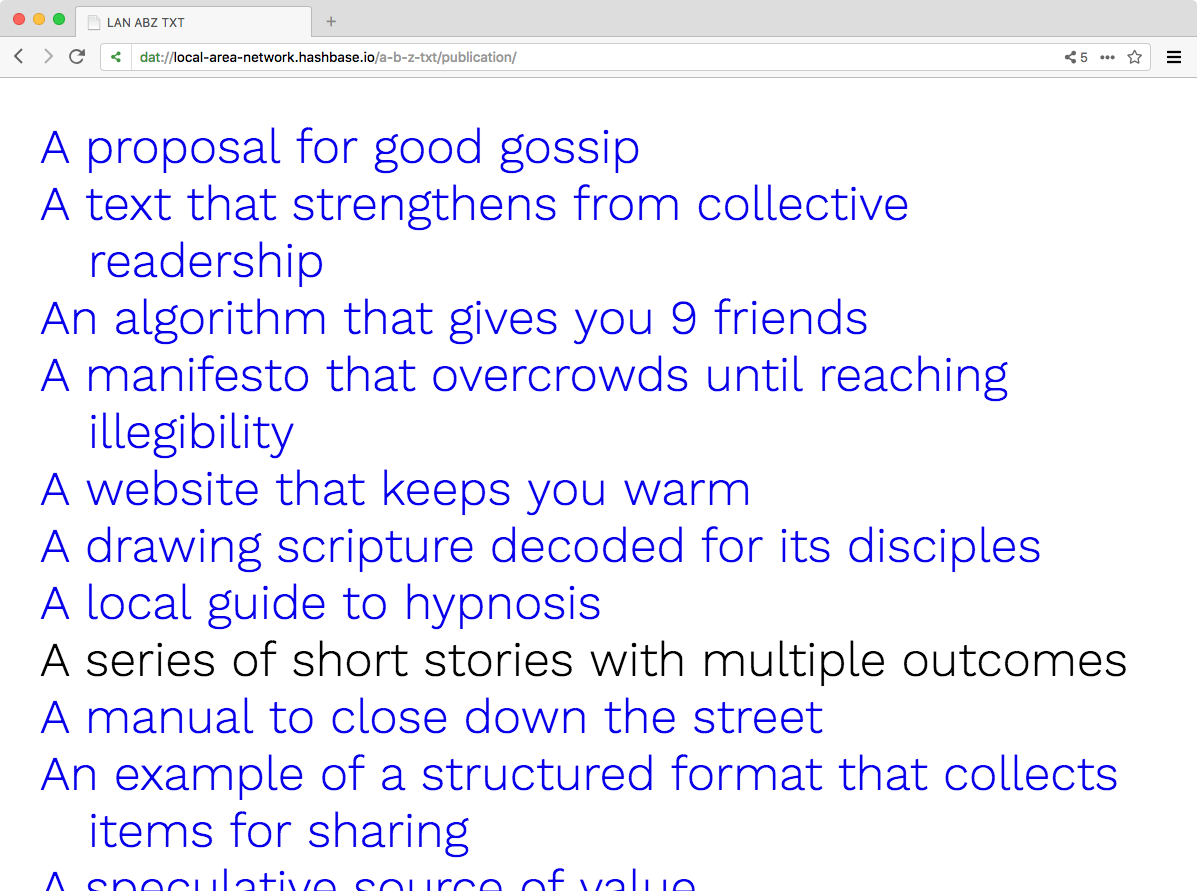 LAN ABZ TXT
dat://local-area-network.hashbase.io/a-b-z-txt/publication/
5
A proposal for good gossip
A text that strengthens from collective
readership
An algorithm that gives you 9 friends
A manifesto that overcrowds until reaching
illegibility
A website that keeps you warm
A drawing scripture decoded for its disciples
A local guide to hypnosis
A series of short stories with multiple outcomes
A manual to close down the street
An example of a structured format that collects
items for sharing
A speculative source of value